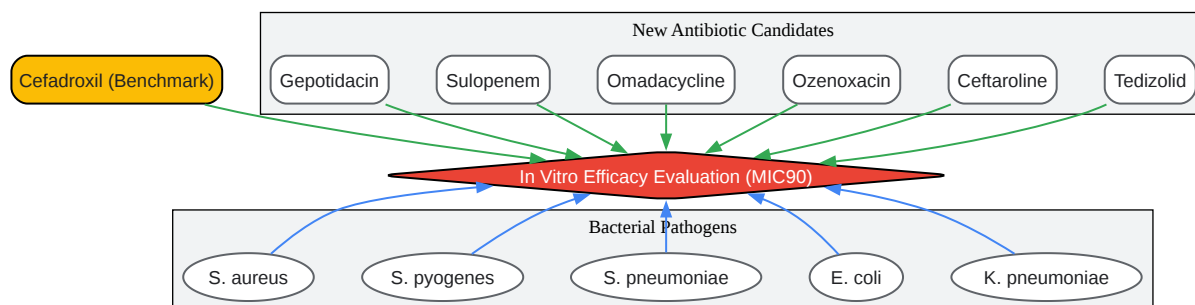 New Antibiotic Candidates
Cefadroxil (Benchmark)
Gepotidacin
Sulopenem
Omadacycline
Ozenoxacin
Ceftaroline
Tedizolid
In Vitro Efficacy Evaluation (MIC90)
Bacterial Pathogens
S. aureus
S. pyogenes
S. pneumoniae
E. coli
K. pneumoniae